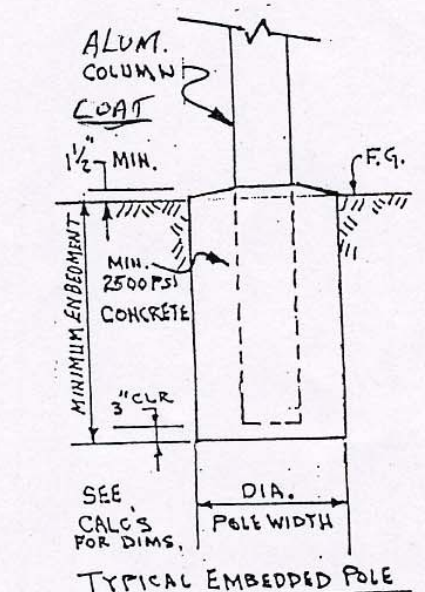 ALUM.
COLUMN
COAT
1½" MIN.
F.G.
MINIMUM ENBEDMENT
MIN.
2500 PSI
CONCRETE
3" CLR
SEE
CALC'S
FOR DIMS.
DIA.
POLE WIDTH
TYPICAL EMBEDDED POLE